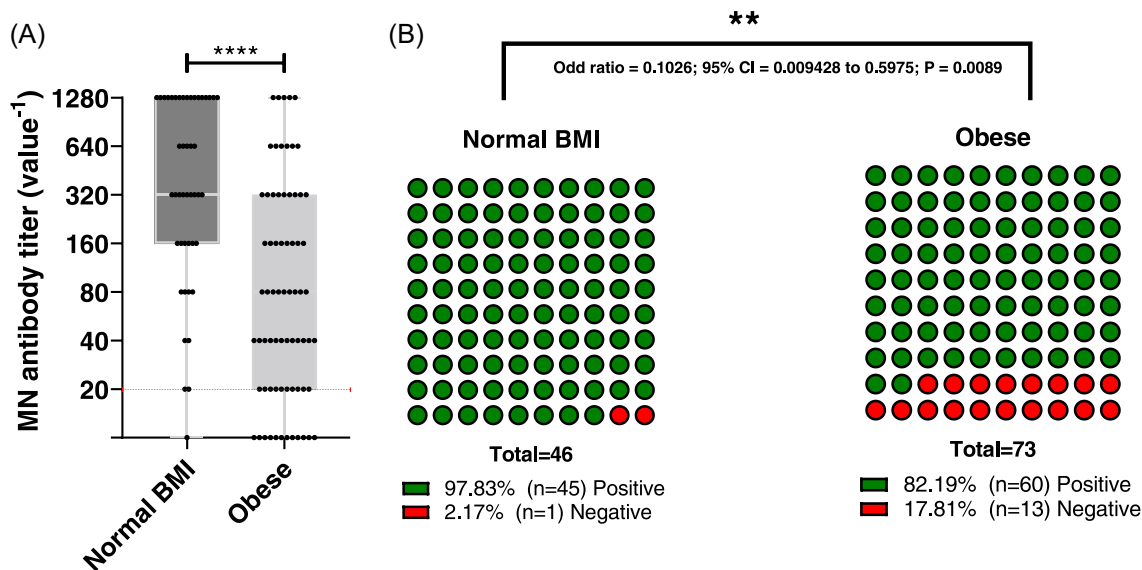 (A)
****
MN antibody titer (value-1)
1280
640
320
160
80
40
20
Normal BMI
Obese
(B)
**
Odd ratio = 0.1026; 95% CI = 0.009428 to 0.5975; P = 0.0089
Normal BMI
Total=46
97.83% (n=45) Positive
2.17% (n=1) Negative
Obese
Total=73
82.19% (n=60) Positive
17.81% (n=13) Negative